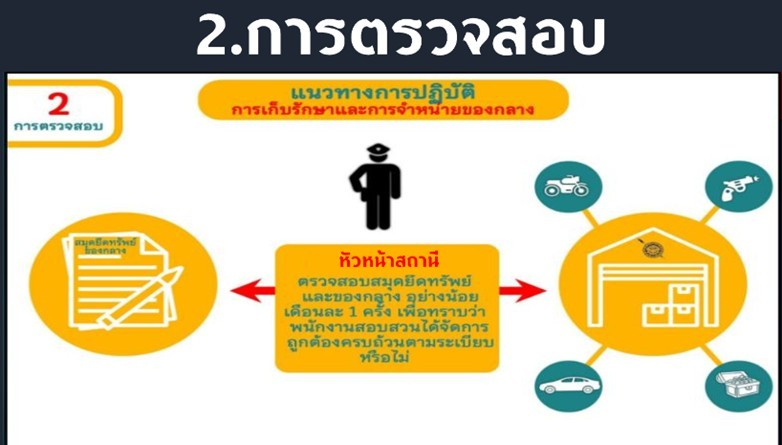 2.การตรวจสอบ
2
การตรวจสอบ
แนวทางการปฏิบัติ
การเก็บรักษาและการจำหน่ายของกลาง
สมุดยึดทรัพย์
ของกลาง
หัวหน้าสถานี
ตรวจสอบสมุดยึดทรัพย์
และของกลาง อย่างน้อย
เดือนละ 1 ครั้ง เพื่อทราบว่า
พนักงานสอบสวนได้จัดการ
ถูกต้องครบถ้วนตามระเบียบ
หรือไม่